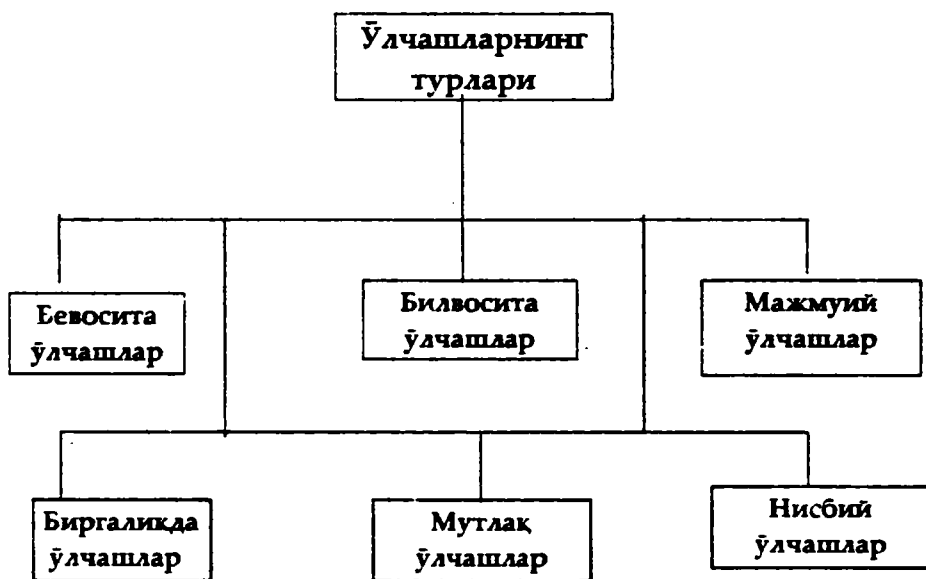 Ўлчашларнинг
турлари
Бевосита
ўлчашлар
Билвосита
ўлчашлар
Мажмуий
ўлчашлар
Биргаликда
ўлчашлар
Мутлақ
ўлчашлар
Нисбий
ўлчашлар